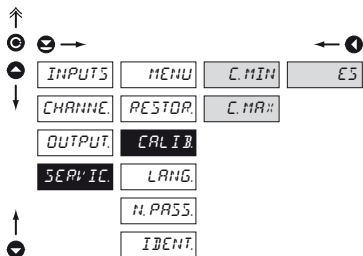 INPUTS MENU C. MIN ES
CHANNE. RESTOR. C. MAX
OUTPUT. CALIB.
SERVIC. LANG.
N. PASS.
IDENT.